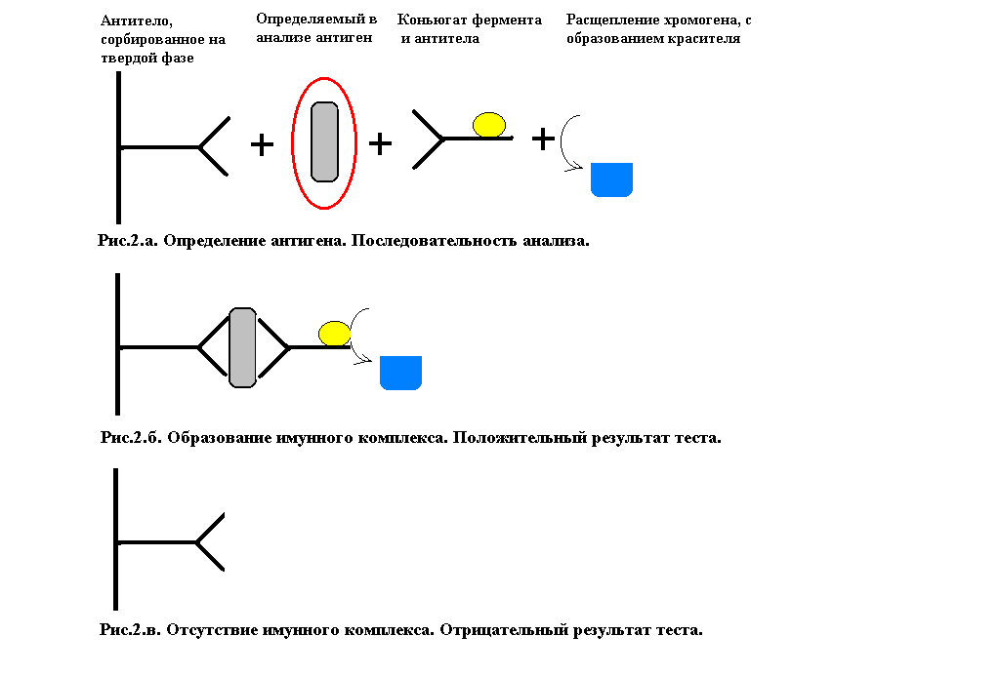 Антитело,
сорбированное на
твердой фазе
Определяемый в
анализе антиген
Коньюгат фермента
и антитела
Расщепление хромогена, с
образованием красителя
Рис.2.а. Определение антигена. Последовательность анализа.
Рис.2.б. Образование имунного комплекса. Положительный результат теста.
Рис.2.в. Отсутствие имунного комплекса. Отрицательный результат теста.